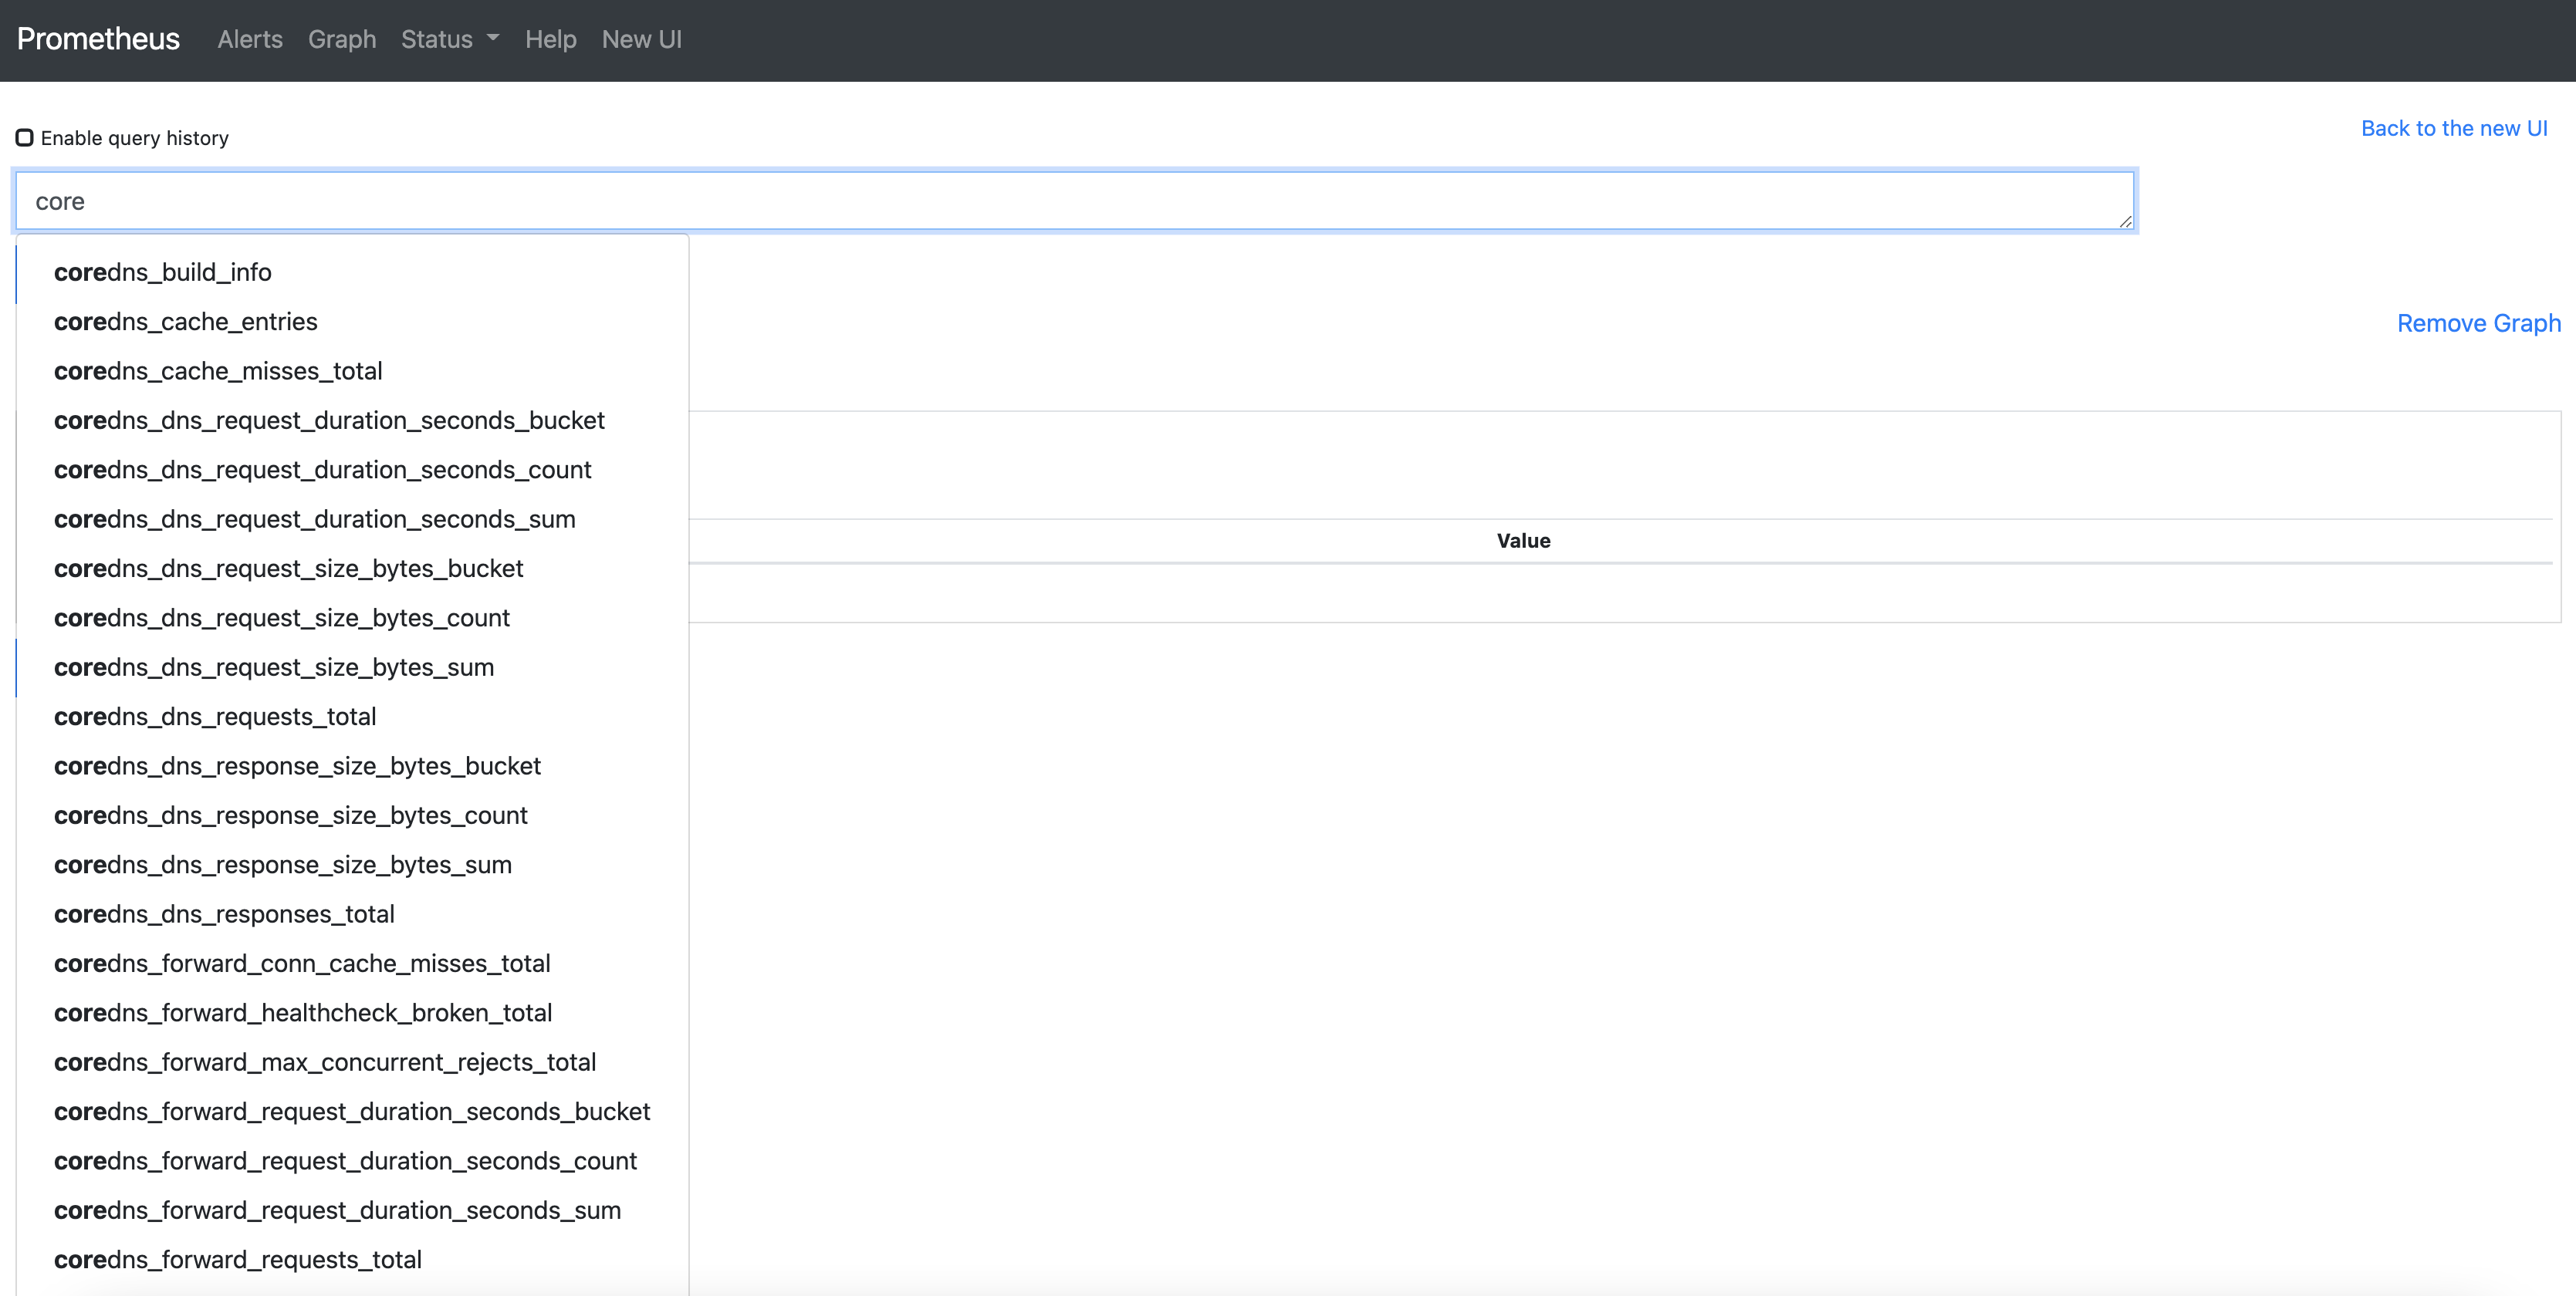 Prometheus Alerts Graph Status Help New UI
Enable query history
Back to the new UI
core
coredns_build_info
coredns_cache_entries
Remove Graph
coredns_cache_misses_total
coredns_dns_request_duration_seconds_bucket
coredns_dns_request_duration_seconds_count
coredns_dns_request_duration_seconds_sum
Value
coredns_dns_request_size_bytes_bucket
coredns_dns_request_size_bytes_count
coredns_dns_request_size_bytes_sum
coredns_dns_requests_total
coredns_dns_response_size_bytes_bucket
coredns_dns_response_size_bytes_count
coredns_dns_response_size_bytes_sum
coredns_dns_responses_total
coredns_forward_conn_cache_misses_total
coredns_forward_healthcheck_broken_total
coredns_forward_max_concurrent_rejects_total
coredns_forward_request_duration_seconds_bucket
coredns_forward_request_duration_seconds_count
coredns_forward_request_duration_seconds_sum
coredns_forward_requests_total